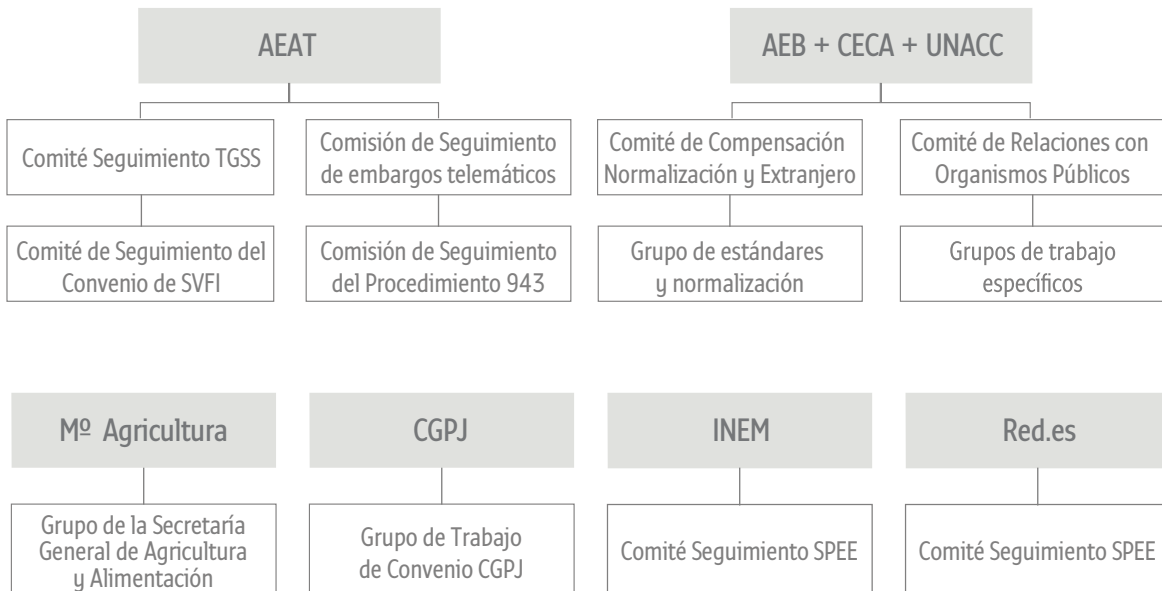 AEAT
AEB + CECA + UNACC
Comité Seguimiento TGSS
Comisión de Seguimiento
de embargos telemáticos
Comité de Compensación
Normalización y Extranjero
Comité de Relaciones con
Organismos Públicos
Comité de Seguimiento del
Convenio de SVFI
Comisión de Seguimiento
del Procedimiento 943
Grupo de estándares
y normalización
Grupos de trabajo
específicos
Mº Agricultura
CGPJ
INEM
Red.es
Grupo de la Secretaría
General de Agricultura
y Alimentación
Grupo de Trabajo
de Convenio CGPJ
Comité Seguimiento SPEE
Comité Seguimiento SPEE